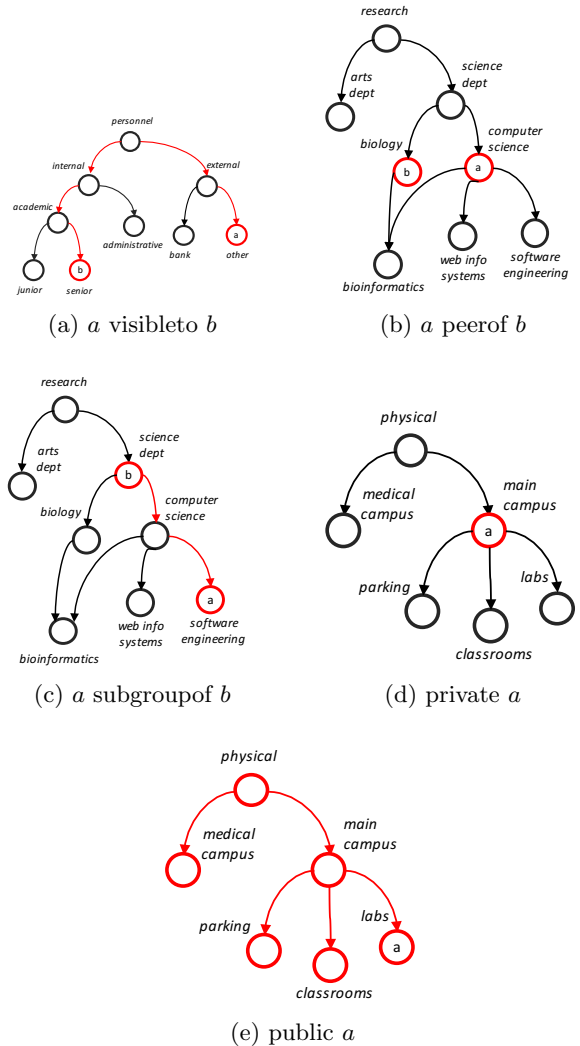 personnel
internal
external
academic
administrative
bank
a
other
b
junior
senior
(a) a visibleto b
research
arts
dept
science
dept
biology
computer
science
b
a
bioinformatics
web info
systems
software
engineering
(b) a peerof b
research
arts
dept
science
dept
b
biology
computer
science
a
bioinformatics
web info
systems
software
engineering
(c) a subgroupof b
physical
medical
campus
main
campus
a
parking
labs
classrooms
(d) private a
physical
medical
campus
main
campus
parking
labs
a
classrooms
(e) public a